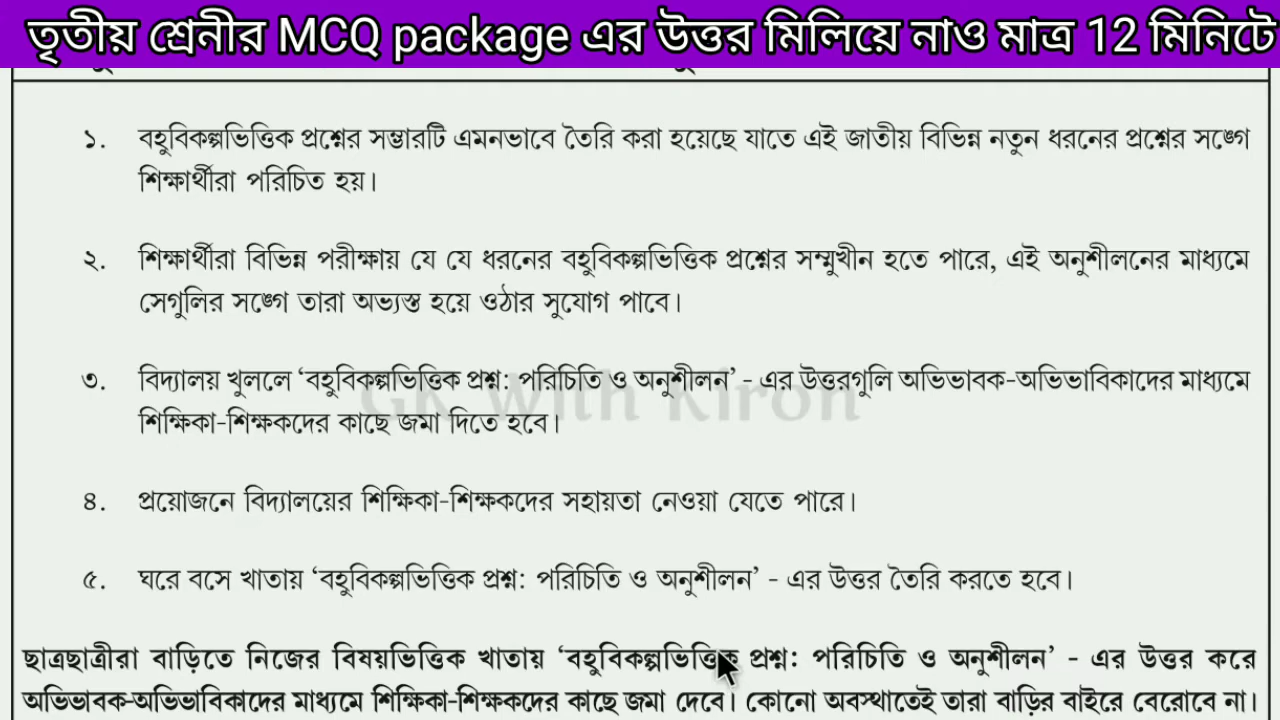 তৃতীয় শ্রেনীর MCQ package এর উত্তর মিলিয়ে নাও মাত্র 12 মিনিটে
১. বহুবিকল্পভিত্তিক প্রশ্নের সম্ভারটি এমনভাবে তৈরি করা হয়েছে যাতে এই জাতীয় বিভিন্ন নতুন ধরনের প্রশ্নের সঙ্গে
শিক্ষার্থীরা পরিচিত হয়।
২. শিক্ষার্থীরা বিভিন্ন পরীক্ষায় যে যে ধরনের বহুবিকল্পভিত্তিক প্রশ্নের সম্মুখীন হতে পারে, এই অনুশীলনের মাধ্যমে
সেগুলির সঙ্গে তারা অভ্যস্ত হয়ে ওঠার সুযোগ পাবে।
৩. বিদ্যালয় খুললে ‘বহুবিকল্পভিত্তিক প্রশ্ন: পরিচিতি ও অনুশীলন’ - এর উত্তরগুলি অভিভাবক-অভিভাবিকাদের মাধ্যমে
GK With Kiron
শিক্ষিকা-শিক্ষকদের কাছে জমা দিতে হবে।
৪. প্রয়োজনে বিদ্যালয়ের শিক্ষিকা-শিক্ষকদের সহায়তা নেওয়া যেতে পারে।
৫. ঘরে বসে খাতায় ‘বহুবিকল্পভিত্তিক প্রশ্ন: পরিচিতি ও অনুশীলন’ - এর উত্তর তৈরি করতে হবে।
ছাত্রছাত্রীরা বাড়িতে নিজের বিষয়ভিত্তিক খাতায় ‘বহুবিকল্পভিত্তিক প্রশ্ন: পরিচিতি ও অনুশীলন’ - এর উত্তর করে
অভিভাবক-অভিভাবিকাদের মাধ্যমে শিক্ষিকা-শিক্ষকদের কাছে জমা দেবে। কোনো অবস্থাতেই তারা বাড়ির বাইরে বেরোবে না।